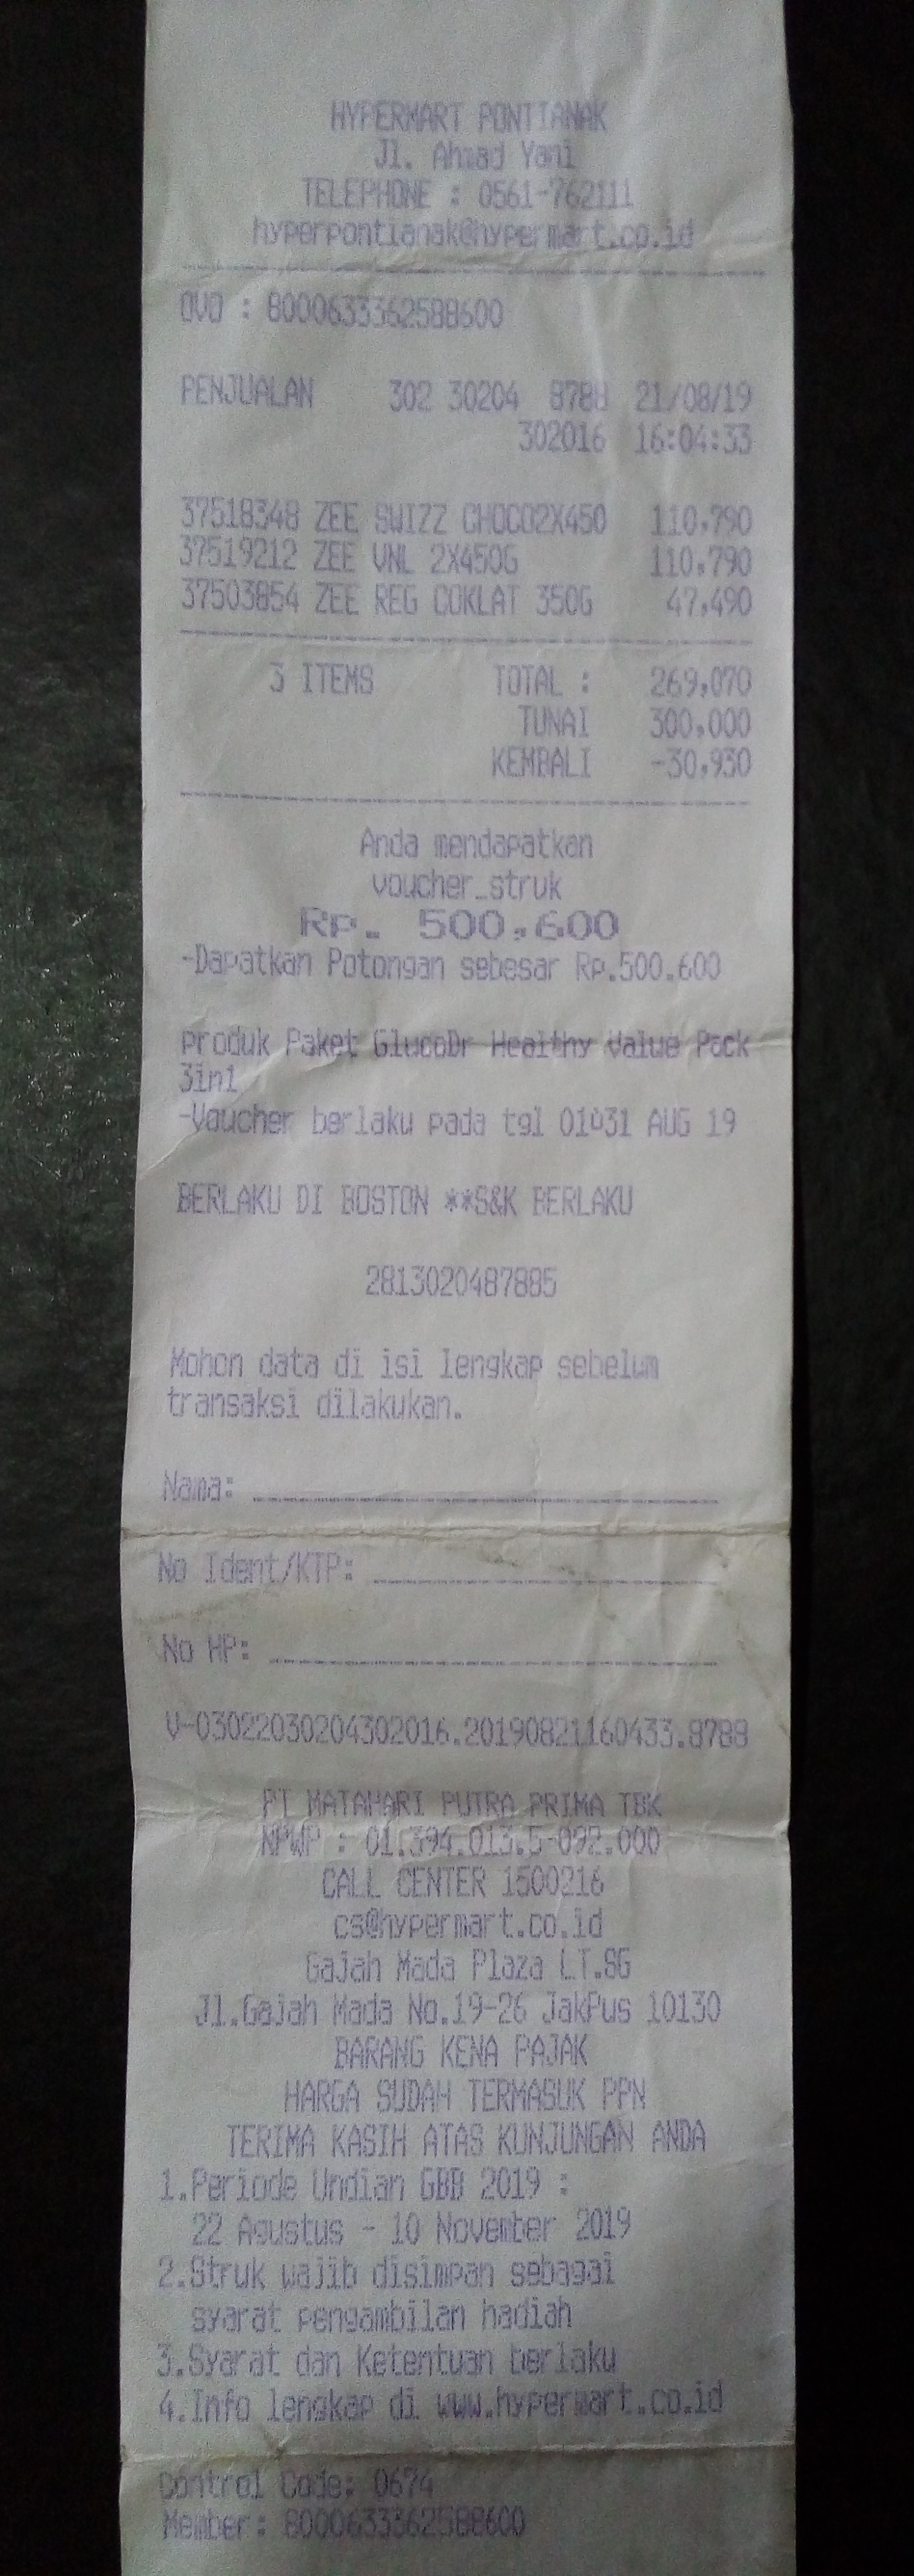 HYPERMART PONTIANAK
Jl. Ahmad Yani
TELEPHONE : 0561-762111
hyperpontianak@hypermart.co.id
OVO : 8000633362588600
PENJUALAN 302 30204 8788 21/08/19
302016 16:04:33
37518348 ZEE SWIZZ CHOCO2X450 110,790
37519212 ZEE VNL 2X450G 110,790
37503854 ZEE REG COKLAT 350G 47,490
3 ITEMS TOTAL : 269,070
TUNAI 300,000
KEMBALI -30,930
Anda mendapatkan
voucher_struk
Rp. 500,600
-Dapatkan Potongan sebesar Rp.500.600
produk Paket GlucoDr Healthy Value Pack
3in1
-Voucher berlaku pada tgl 01 31 AUG 19
BERLAKU DI BOSTON **S&K BERLAKU
2813020487885
Mohon data di isi lengkap sebelum
transaksi dilakukan.
Nama:
No Ident/KTP:
No HP:
V-03022030204302016.20190821160433.8788
PT MATAHARI PUTRA PRIMA TBK
NPWP : 01.394.013.5-092.000
CALL CENTER 1500216
cs@hypermart.co.id
Gajah Mada Plaza LT.SG
Jl.Gajah Mada No.19-26 JakPus 10130
BARANG KENA PAJAK
HARGA SUDAH TERMASUK PPN
TERIMA KASIH ATAS KUNJUNGAN ANDA
1.Periode Undian GBB 2019 :
22 Agustus - 10 November 2019
2.Struk wajib disimpan sebagai
syarat pengambilan hadiah
3.Syarat dan Ketentuan berlaku
4.Info lengkap di www.hypermart.co.id
Control Code: 0674
Member: 8000633362588600